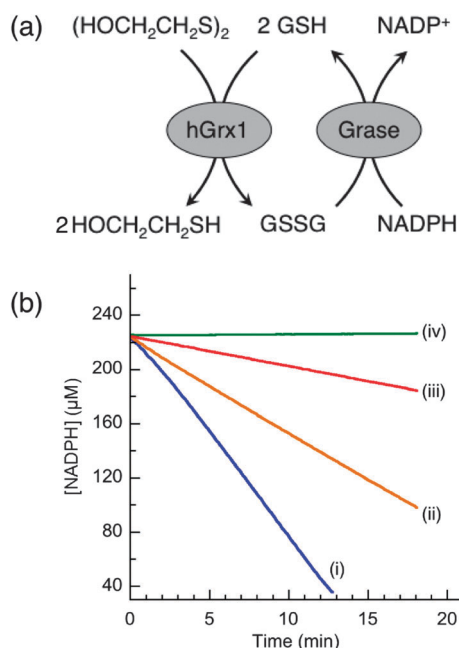 (a)
(HOCH₂CH₂S)₂ 2 GSH NADP⁺
hGrx1 Grase
2HOCH₂CH₂SH GSSG NADPH
(b)
240
200
160
120
80
40
[NADPH] (µM)
(iv)
(iii)
(ii)
(i)
0 5 10 15 20
Time (min)